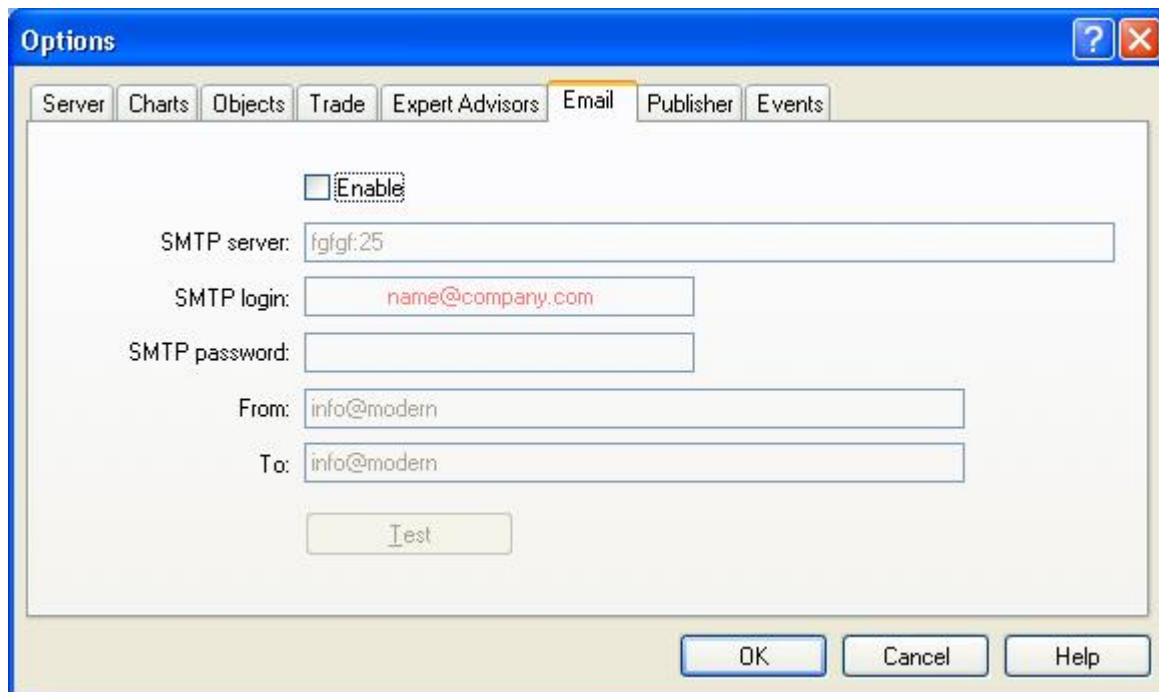 Options
Server Charts Objects Trade Expert Advisors Email Publisher Events
Enable
SMTP server: fgfgf:25
SMTP login: name@company.com
SMTP password:
From: info@modern
To: info@modern
Test
OK Cancel Help